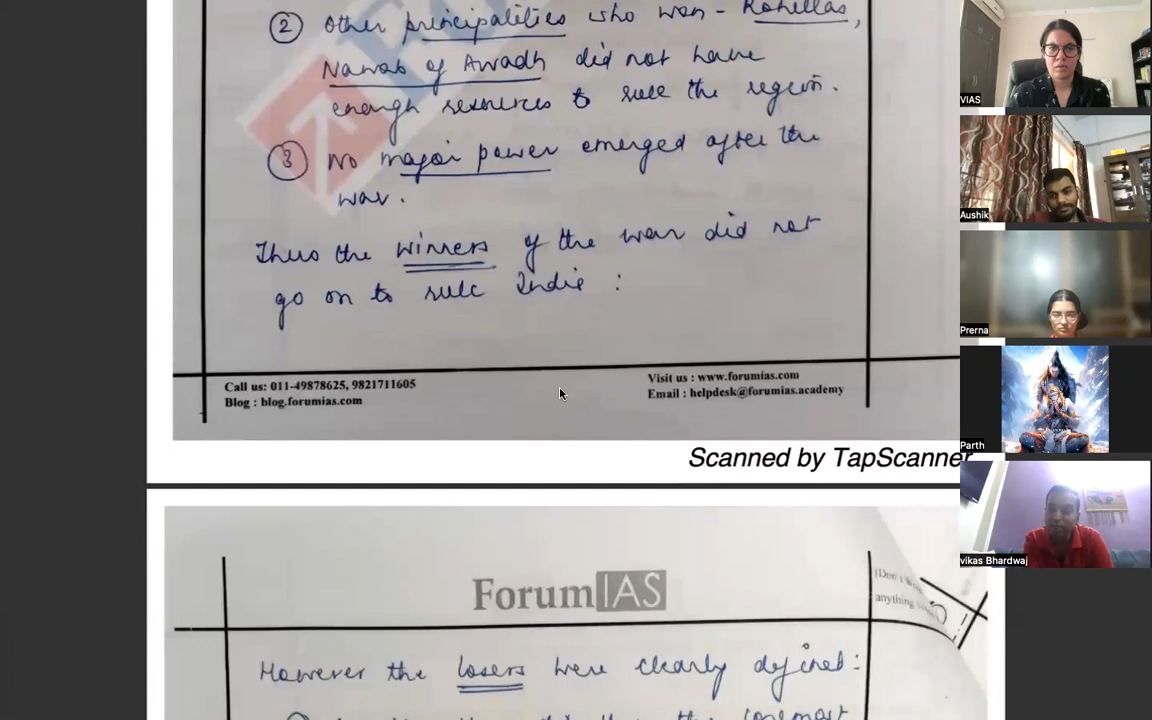 ② Other principalities who won - Rohillas,
Nawab of Awadh did not have
enough resources to rule the region.
③ No major power emerged after the
war.
Thus the winners of the war did not
go on to rule India :
Call us: 011-49878625, 9821711605
Blog : blog.forumias.com
Visit us : www.forumias.com
Email : helpdesk@forumias.academy
Scanned by TapScanner
ForumIAS
(Don't
anything
However the losers were clearly defined:
the
VIAS
Aushik
Prerna
Parth
vikas Bhardwaj